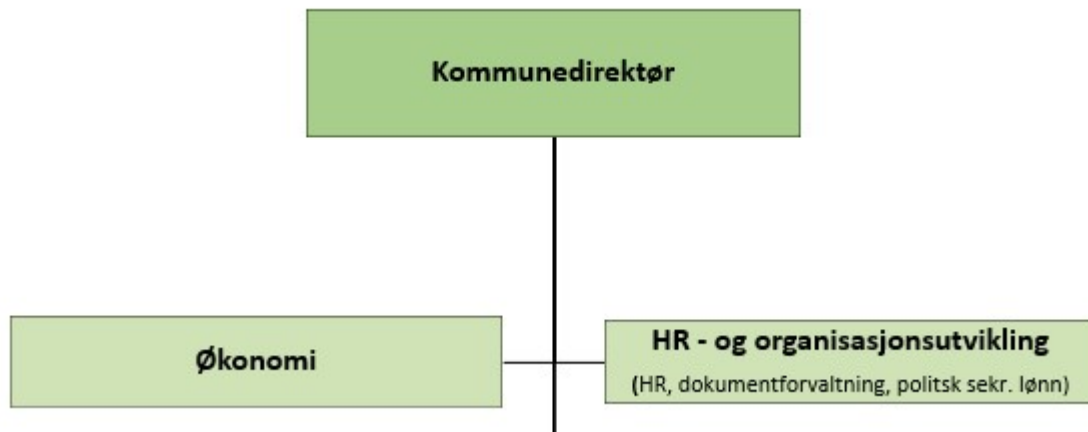 Kommunedirektør
Økonomi
HR - og organisasjonsutvikling
(HR, dokumentforvaltning, politsk sekr. lønn)